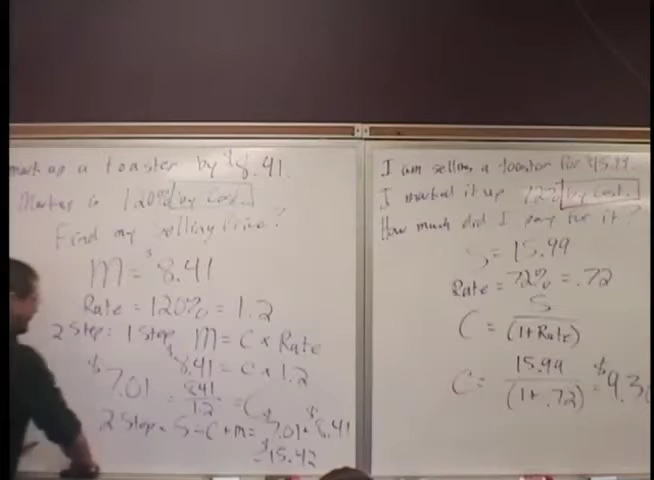 mark up a toaster by $8.41.
Markup is 120% by Cost.
Find my Selling Price?
M = $8.41
Rate = 120% = 1.2
2 Step: 1 Step M = C x Rate
$8.41 = C x 1.2
$7.01 = 8.41 / 1.2 = C
2 Step = S = C + M = $7.01 + $8.41
= $15.42
I am selling a toaster for $15.99.
I marked it up 72% by Cost.
How much did I pay for it?
S = 15.99
Rate = 72% = .72
C = S / (1+Rate)
C = 15.99 / (1+.72) = $9.30